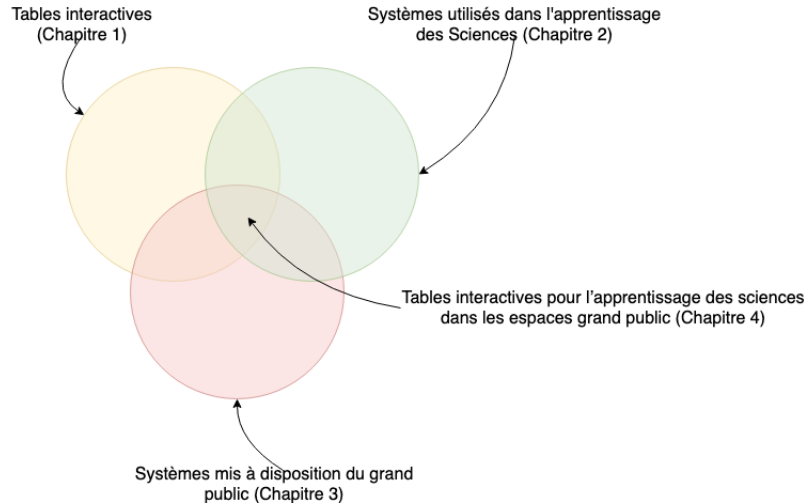 Tables interactives
(Chapitre 1)
Systèmes utilisés dans l'apprentissage
des Sciences (Chapitre 2)
Tables interactives pour l’apprentissage des sciences
dans les espaces grand public (Chapitre 4)
Systèmes mis à disposition du grand
public (Chapitre 3)